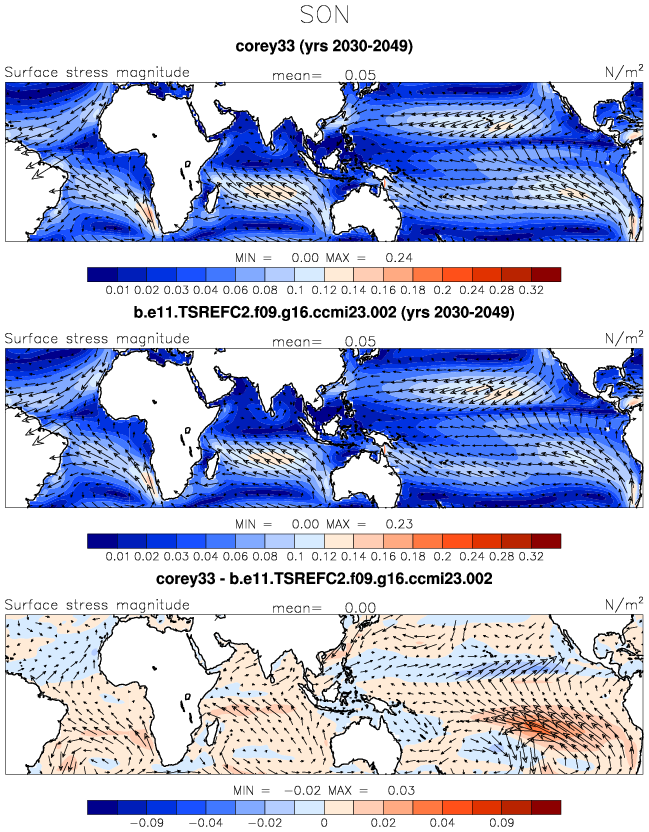 SON
corey33 (yrs 2030-2049)
Surface stress magnitude mean= 0.05 N/m²
MIN = 0.00 MAX = 0.24
0.01 0.02 0.03 0.04 0.06 0.08 0.1 0.12 0.14 0.16 0.18 0.2 0.24 0.28 0.32
b.e11.TSREFC2.f09.g16.ccmi23.002 (yrs 2030-2049)
Surface stress magnitude mean= 0.05 N/m²
MIN = 0.00 MAX = 0.23
0.01 0.02 0.03 0.04 0.06 0.08 0.1 0.12 0.14 0.16 0.18 0.2 0.24 0.28 0.32
corey33 - b.e11.TSREFC2.f09.g16.ccmi23.002
Surface stress magnitude mean= 0.00 N/m²
MIN = −0.02 MAX = 0.03
−0.09 −0.04 −0.02 0 0.02 0.04 0.09